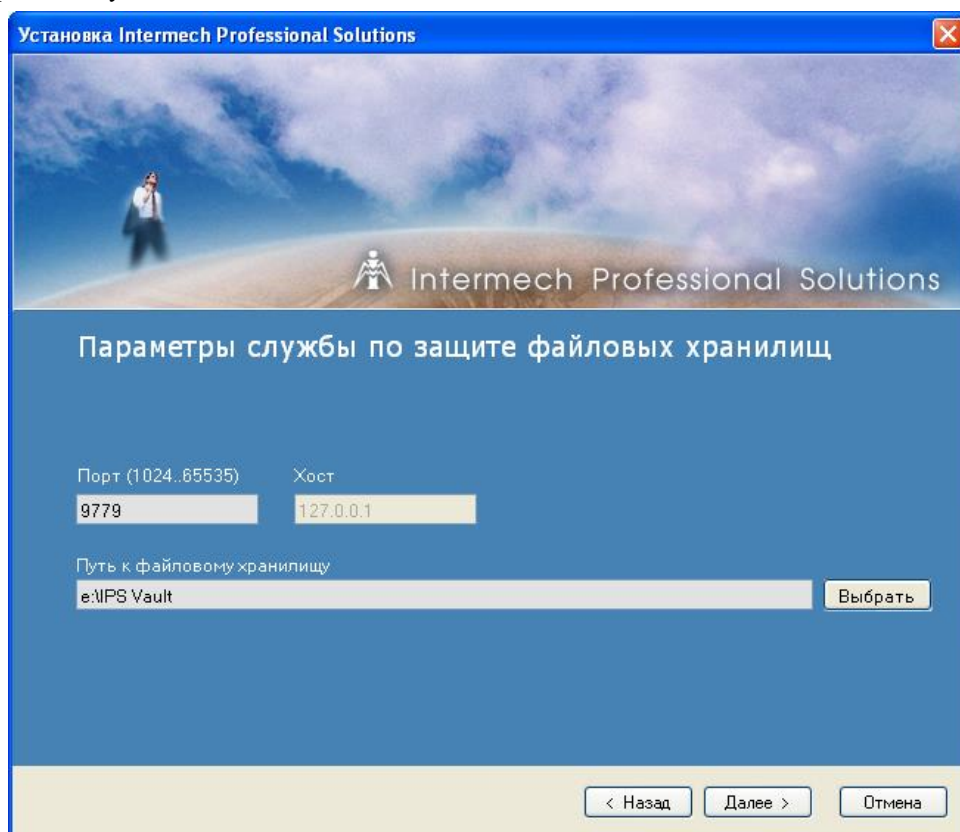 Установка Intermech Professional Solutions
Intermech Professional Solutions
Параметры службы по защите файловых хранилищ
Порт (1024..65535) Хост
9779 127.0.0.1
Путь к файловому хранилищу
e:\IPS Vault Выбрать
< Назад Далее > Отмена